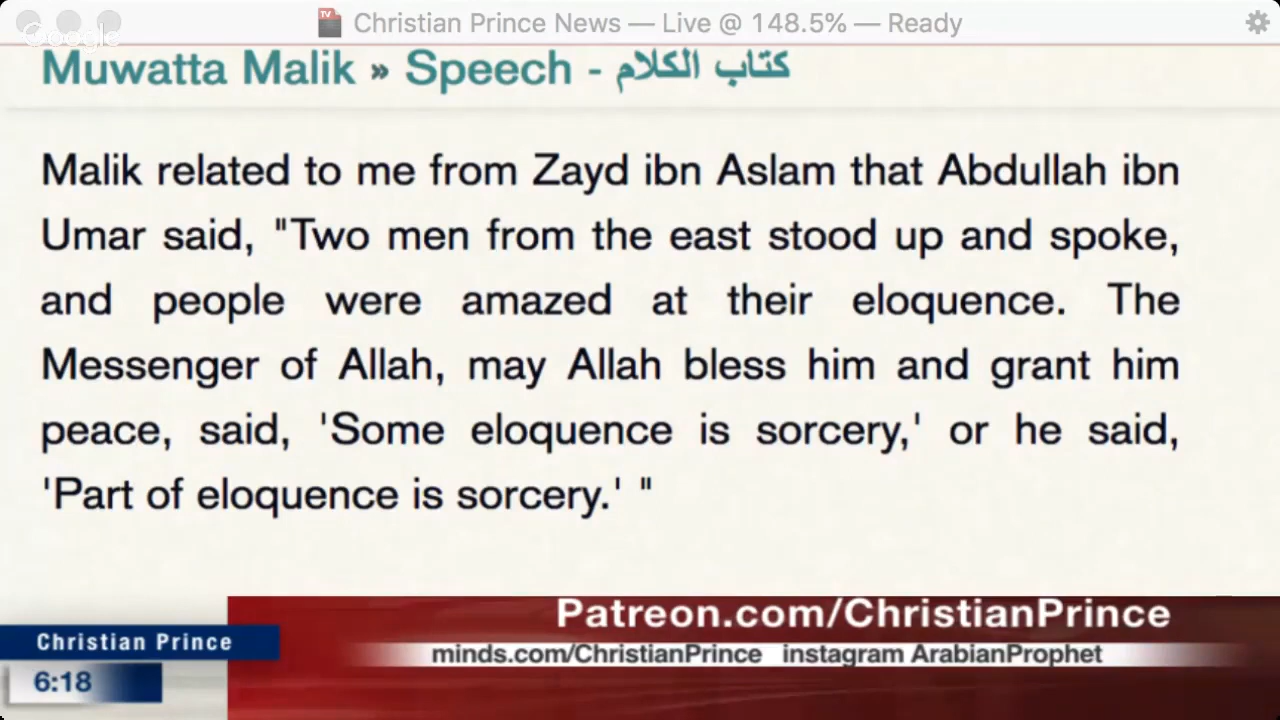 Christian Prince News — Live @ 148.5% — Ready
Google
Muwatta Malik » Speech - كتاب الكلام
Malik related to me from Zayd ibn Aslam that Abdullah ibn
Umar said, "Two men from the east stood up and spoke,
and people were amazed at their eloquence. The
Messenger of Allah, may Allah bless him and grant him
peace, said, 'Some eloquence is sorcery,' or he said,
'Part of eloquence is sorcery.' "
Patreon.com/ChristianPrince
Christian Prince
minds.com/ChristianPrince instagram ArabianProphet
6:18